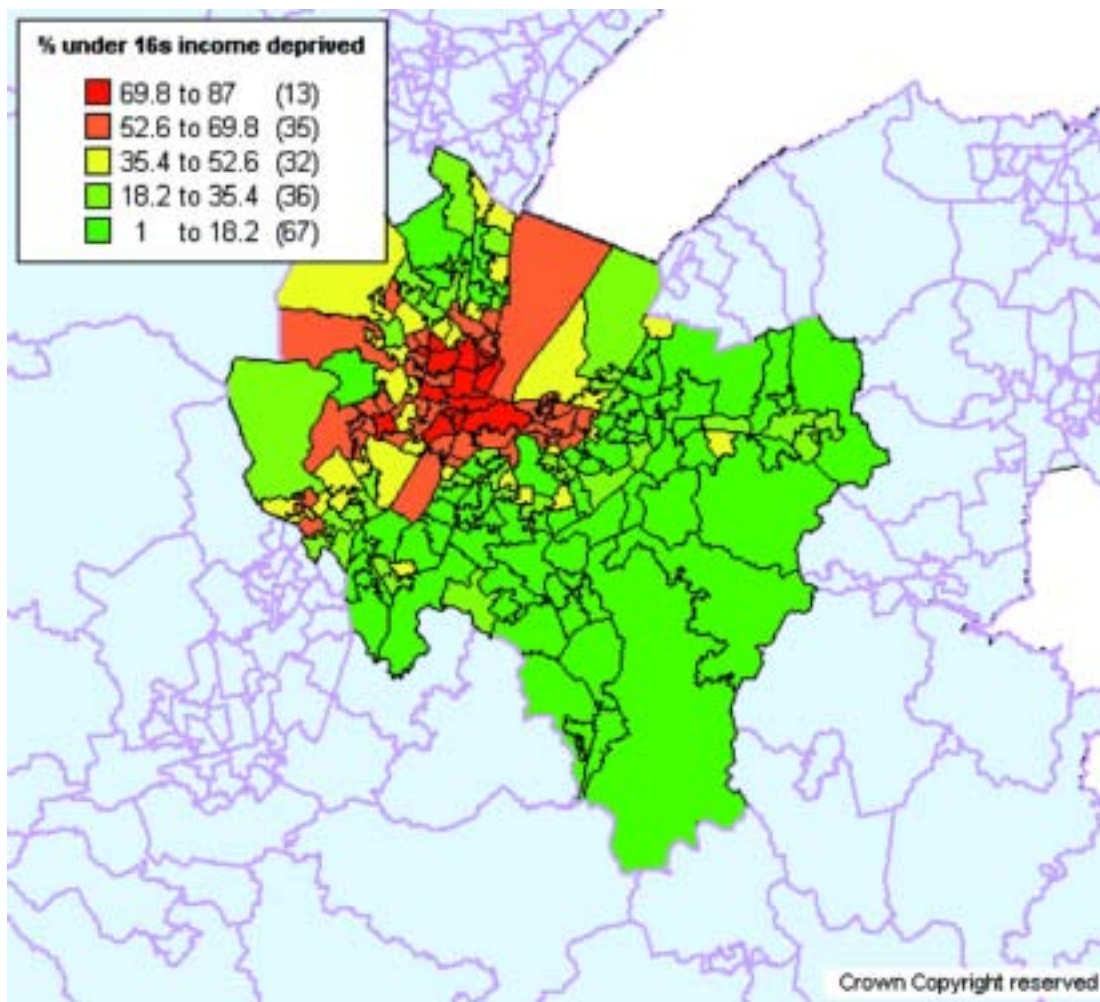 % under 16s income deprived
69.8 to 87 (13)
52.6 to 69.8 (35)
35.4 to 52.6 (32)
18.2 to 35.4 (36)
1 to 18.2 (67)
Crown Copyright reserved